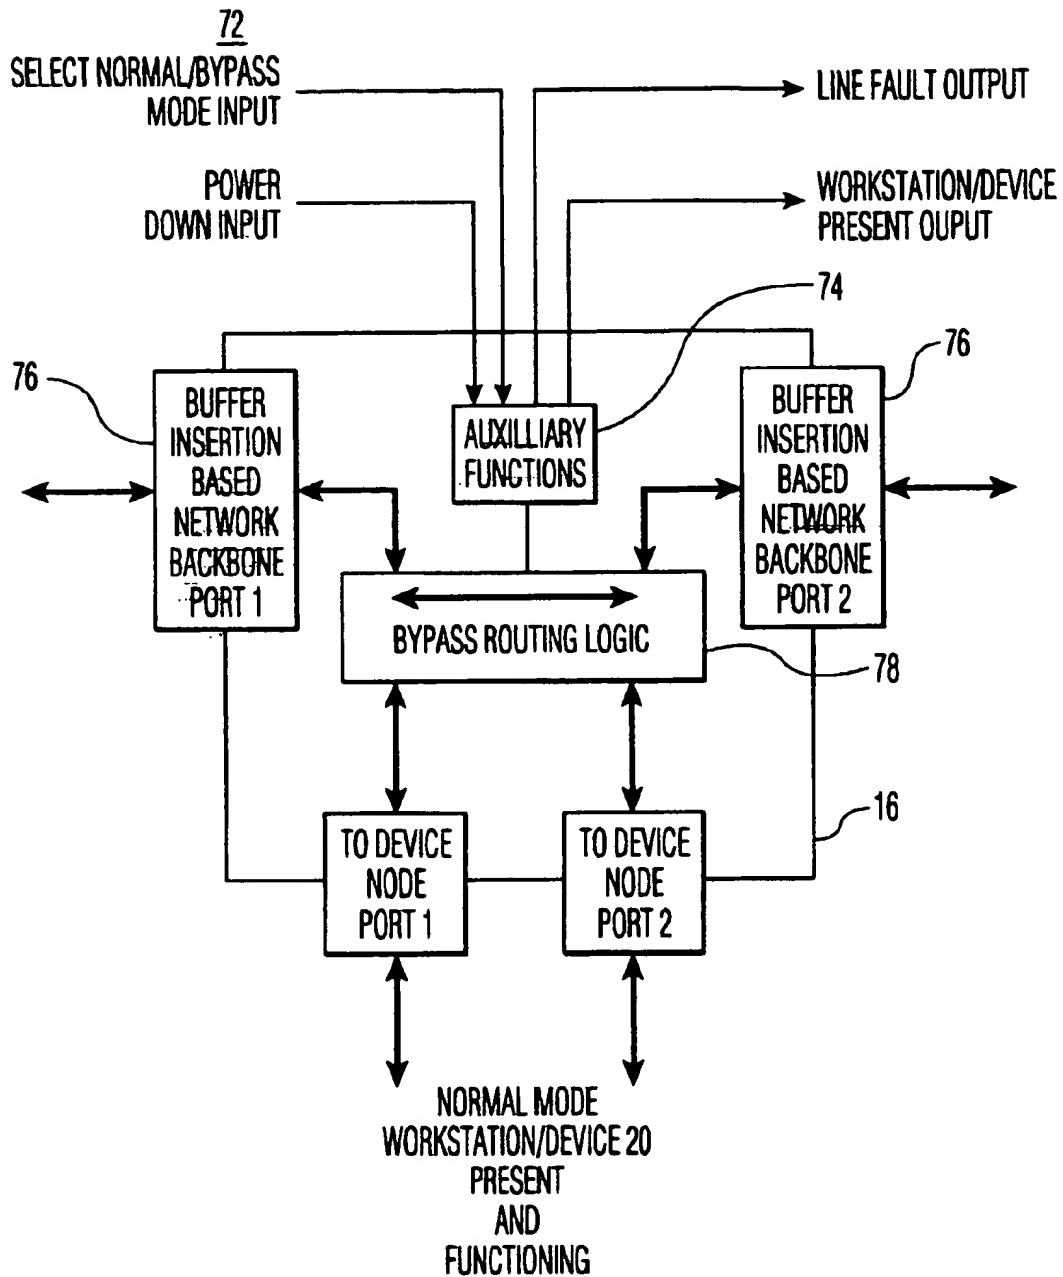 72
SELECT NORMAL/BYPASS
MODE INPUT
LINE FAULT OUTPUT
POWER
DOWN INPUT
WORKSTATION/DEVICE
PRESENT OUPUT
74
76
76
BUFFER
INSERTION
BASED
NETWORK
BACKBONE
PORT 1
AUXILLIARY
FUNCTIONS
BUFFER
INSERTION
BASED
NETWORK
BACKBONE
PORT 2
BYPASS ROUTING LOGIC
78
16
TO DEVICE
NODE
PORT 1
TO DEVICE
NODE
PORT 2
NORMAL MODE
WORKSTATION/DEVICE 20
PRESENT
AND
FUNCTIONING